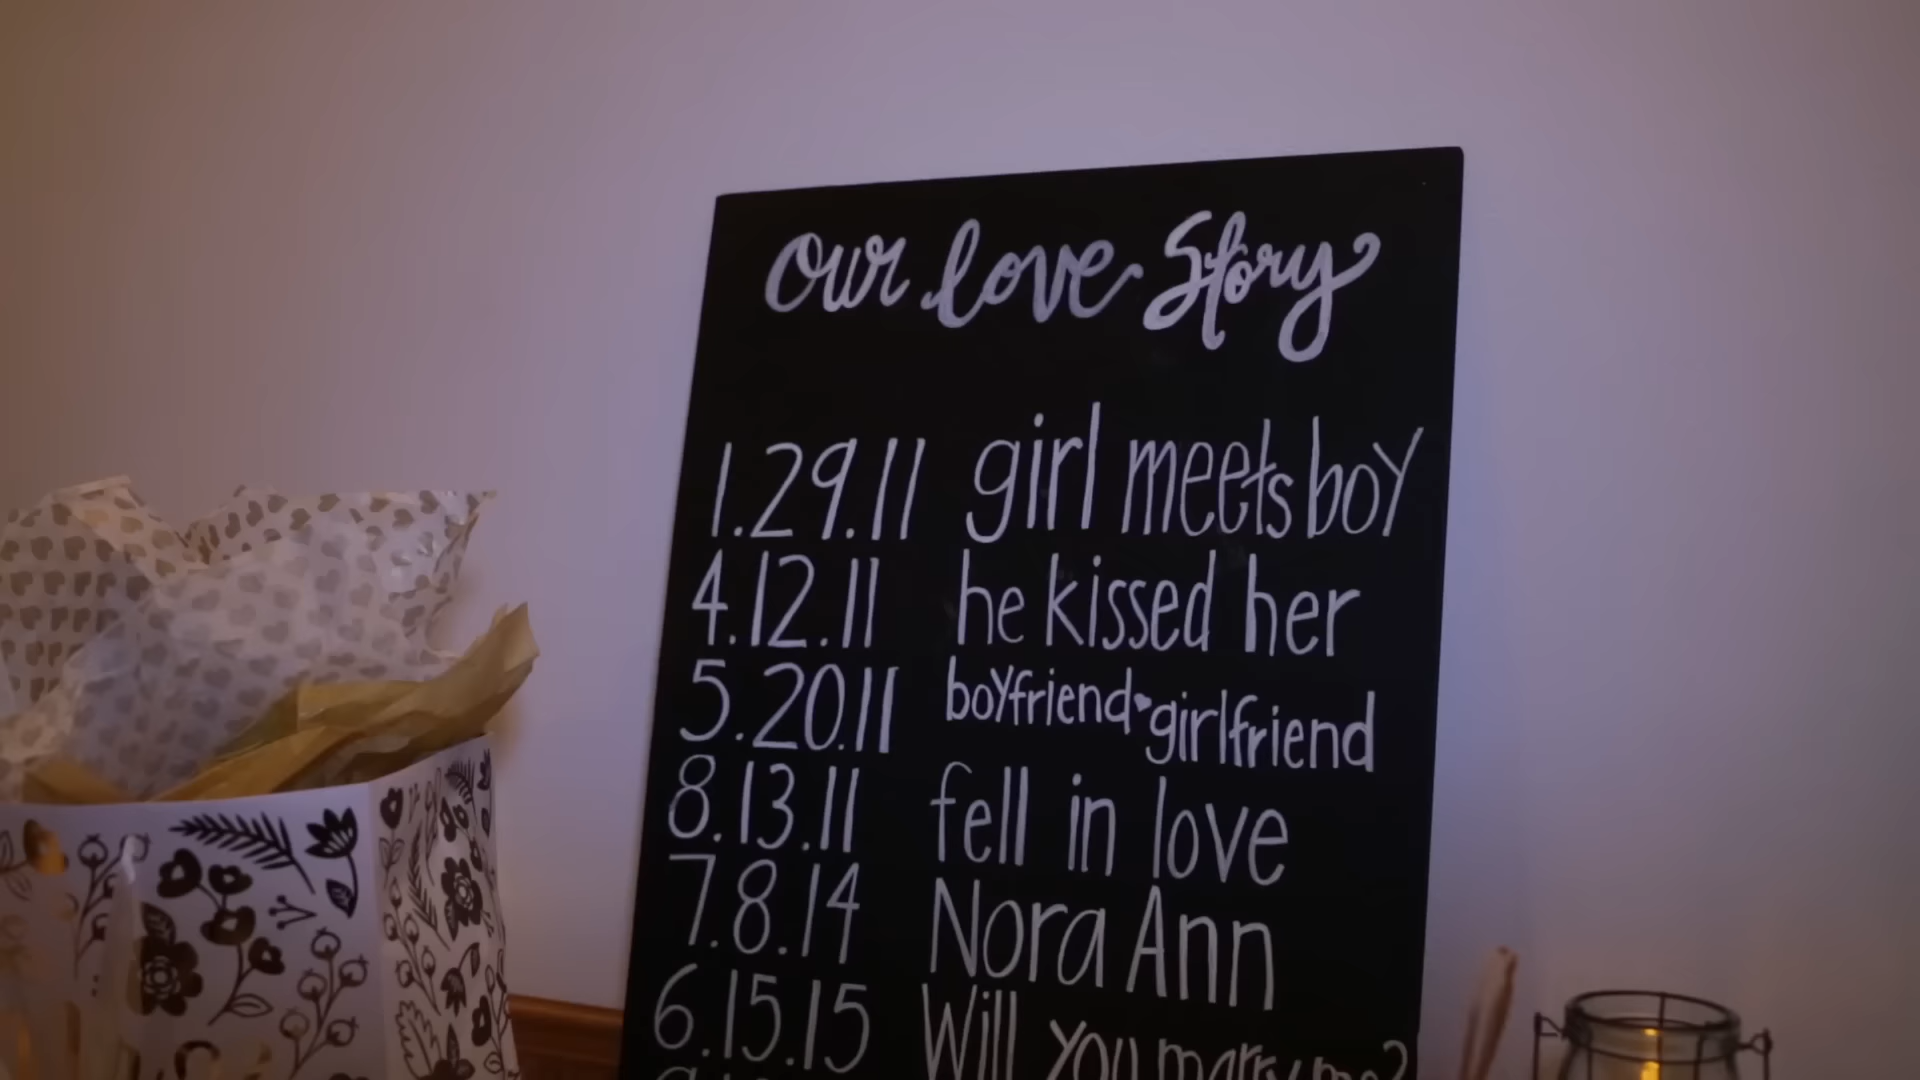 Our love Story
1.29.11 girl meets boy
4.12.11 he kissed her
5.20.11 boyfriend girlfriend
8.13.11 fell in love
7.8.14 Nora Ann
6.15.15 Will you marry me?